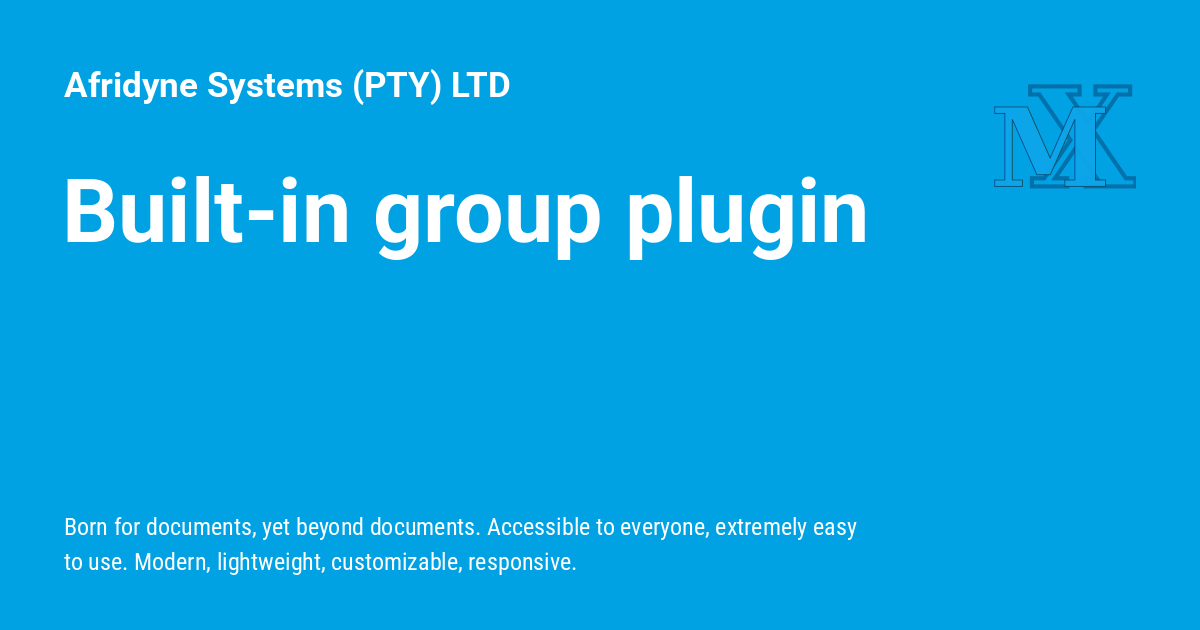 Afridyne Systems (PTY) LTD
MX
Built-in group plugin
Born for documents, yet beyond documents. Accessible to everyone, extremely easy
to use. Modern, lightweight, customizable, responsive.